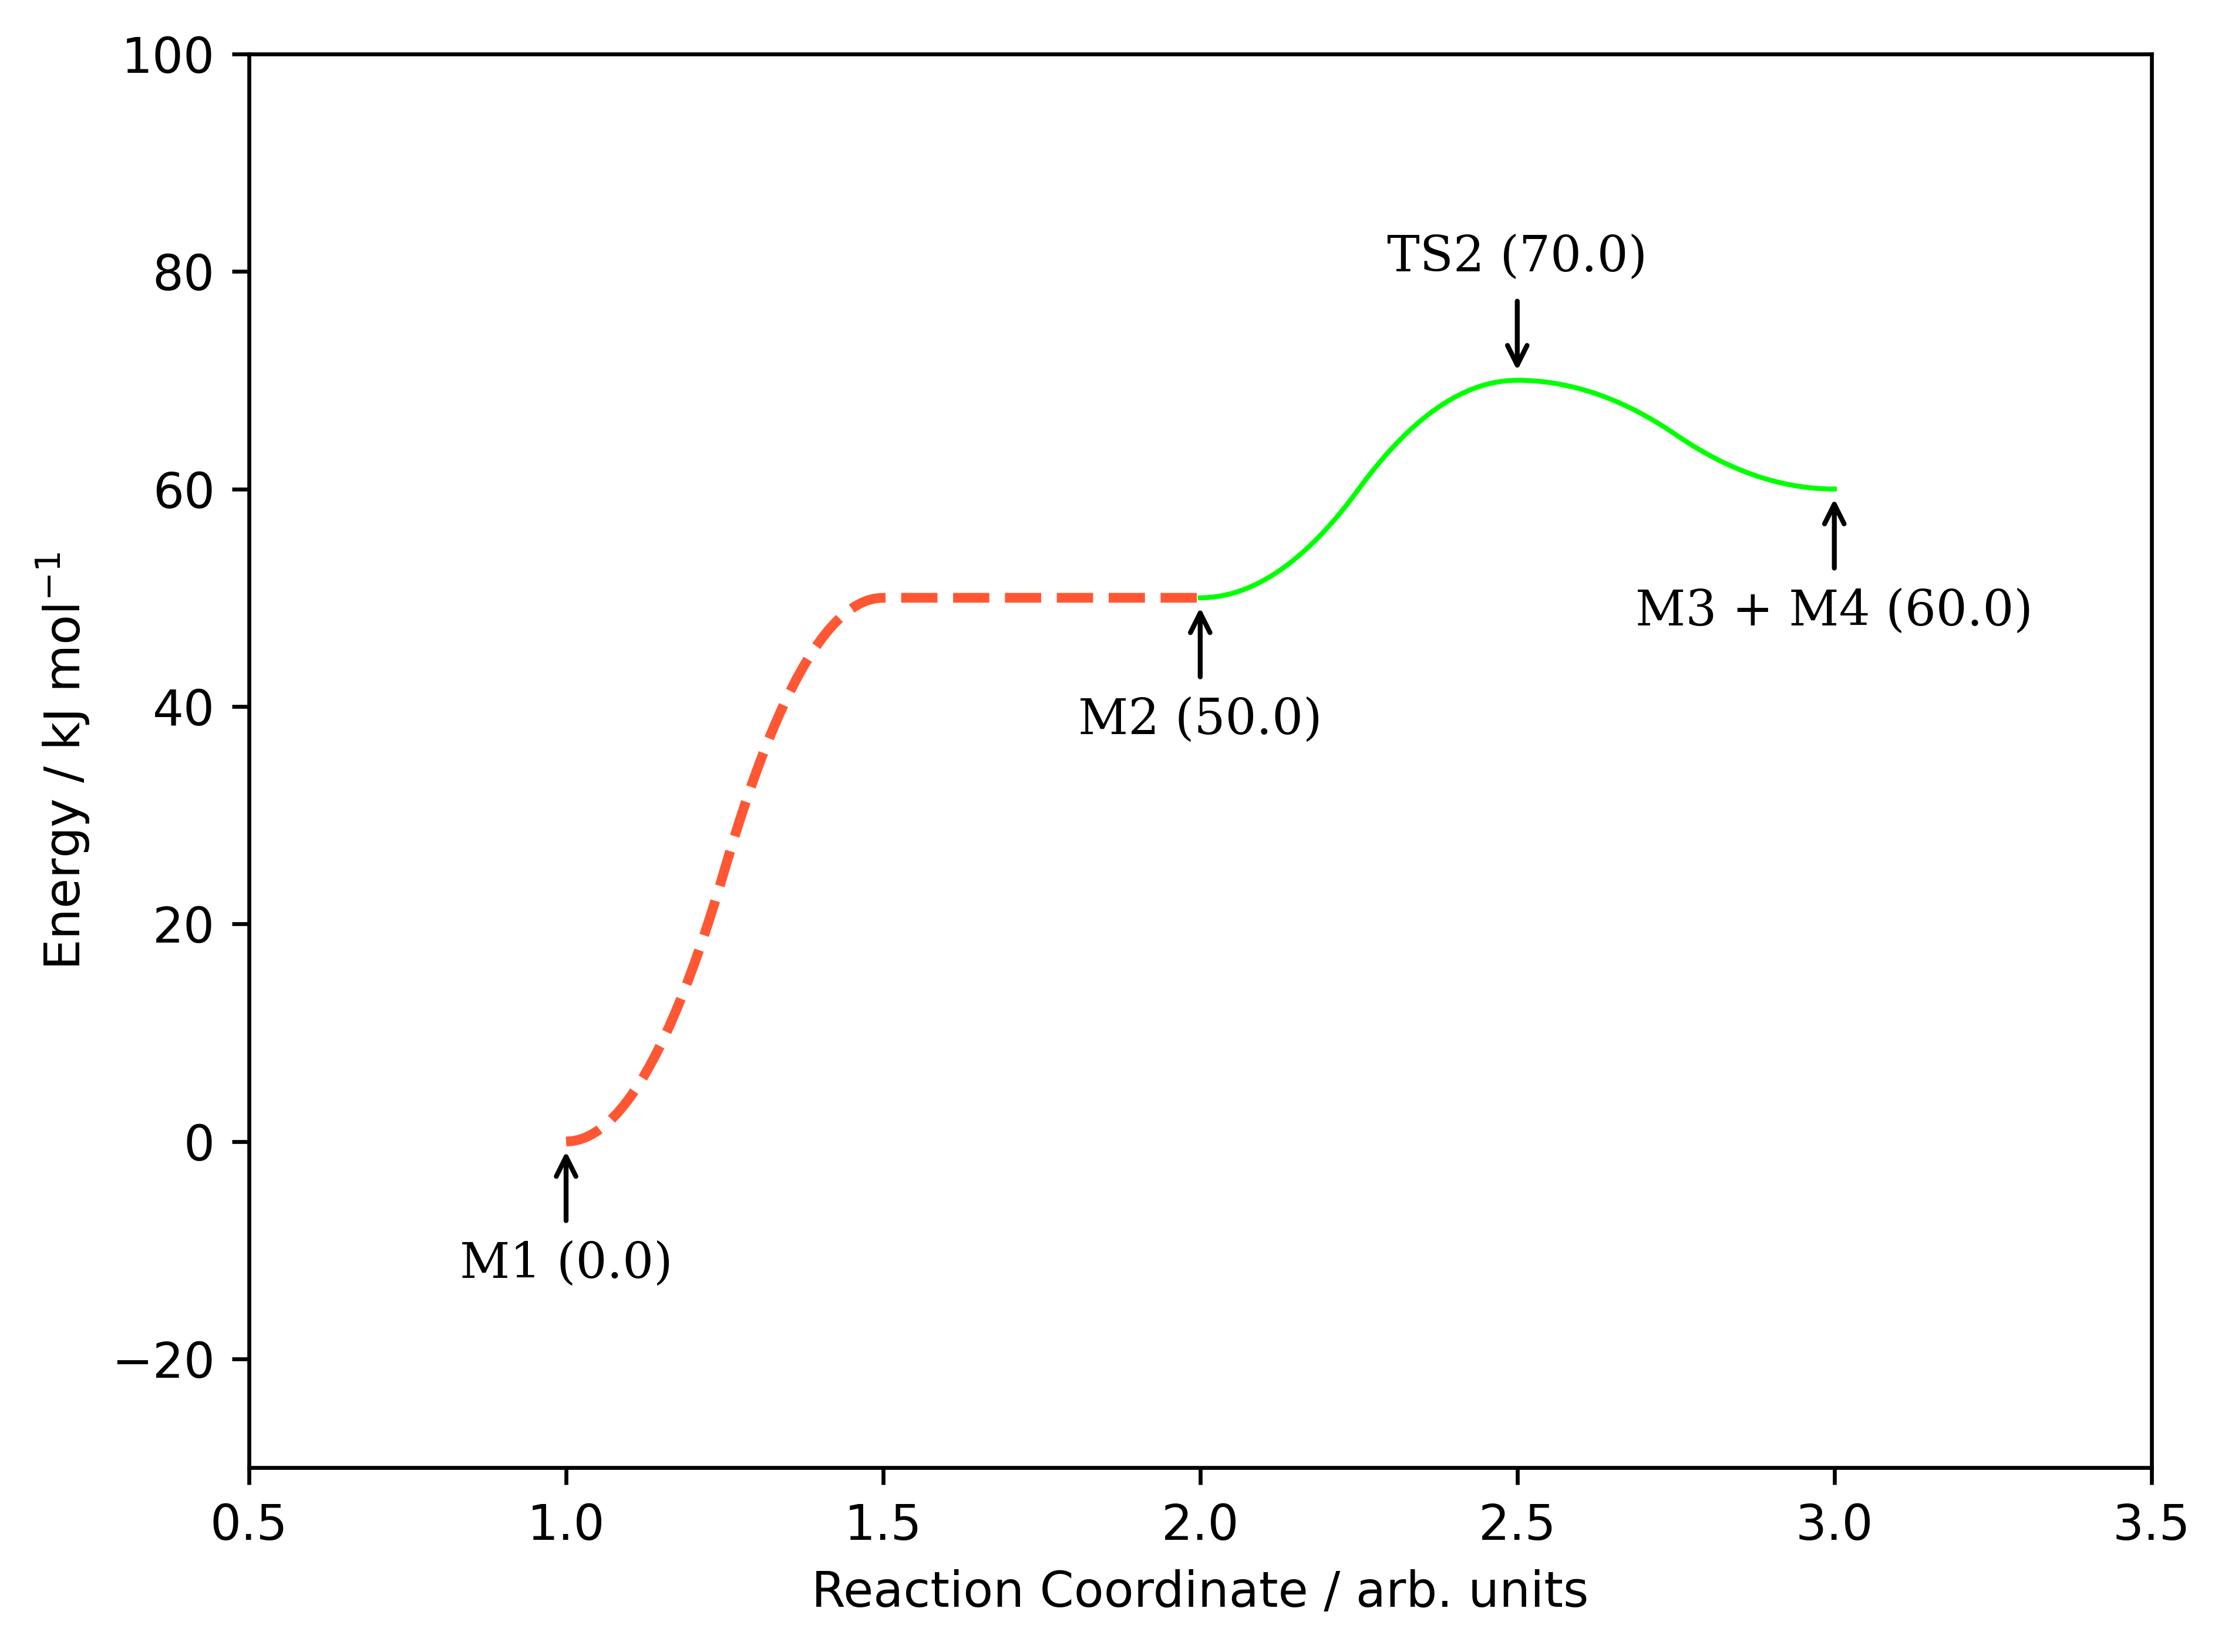 100
80
60
40
20
0
−20
Energy / kJ mol⁻¹
TS2 (70.0)
M3 + M4 (60.0)
M2 (50.0)
M1 (0.0)
0.5 1.0 1.5 2.0 2.5 3.0 3.5
Reaction Coordinate / arb. units